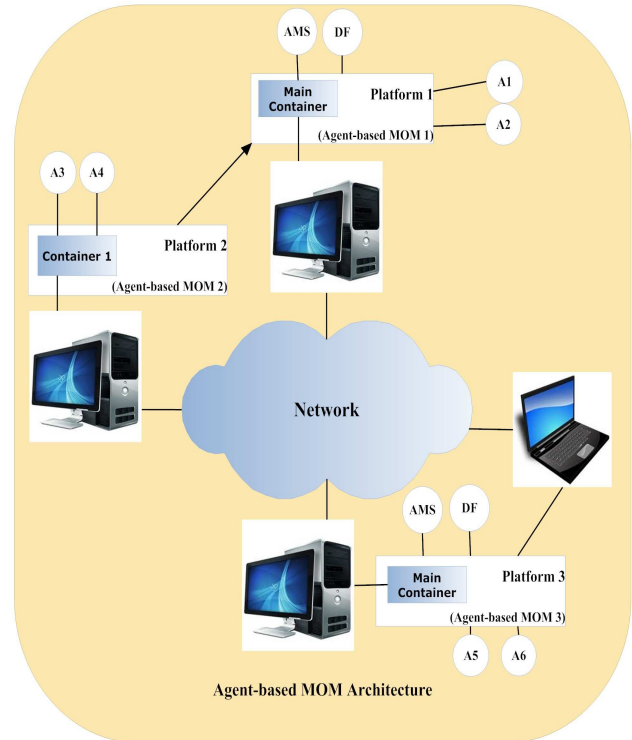 AMS
DF
Main
Container
Platform 1
(Agent-based MOM 1)
A1
A2
A3
A4
Container 1
Platform 2
(Agent-based MOM 2)
Network
AMS
DF
Main
Container
Platform 3
(Agent-based MOM 3)
A5
A6
Agent-based MOM Architecture